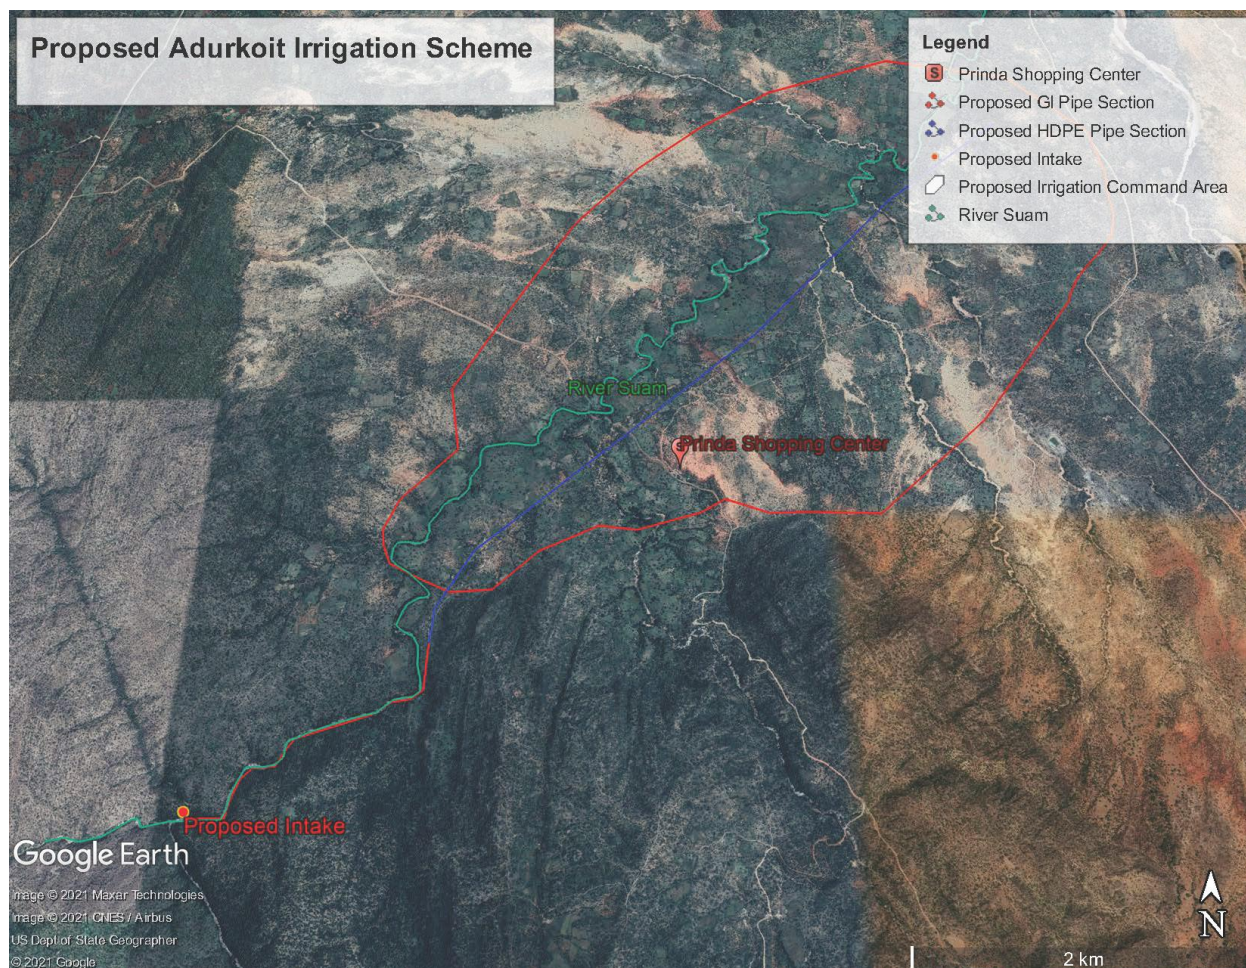 Proposed Adurkoit Irrigation Scheme
Legend
S
Prinda Shopping Center
Proposed GI Pipe Section
Proposed HDPE Pipe Section
Proposed Intake
Proposed Irrigation Command Area
River Suam
River Suam
Prinda Shopping Center
Proposed Intake
Google Earth
Image © 2021 Maxar Technologies
Image © 2021 CNES / Airbus
US Dept of State Geographer
© 2021 Google
N
2 km